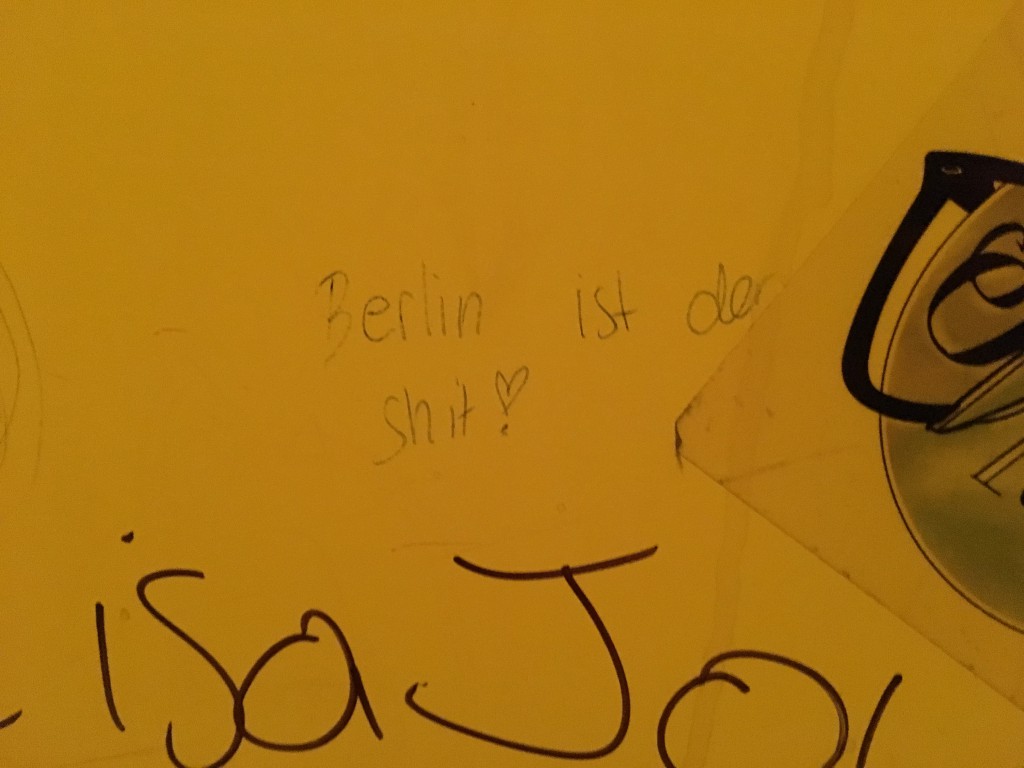 Berlin ist der
shit!
isa Jo